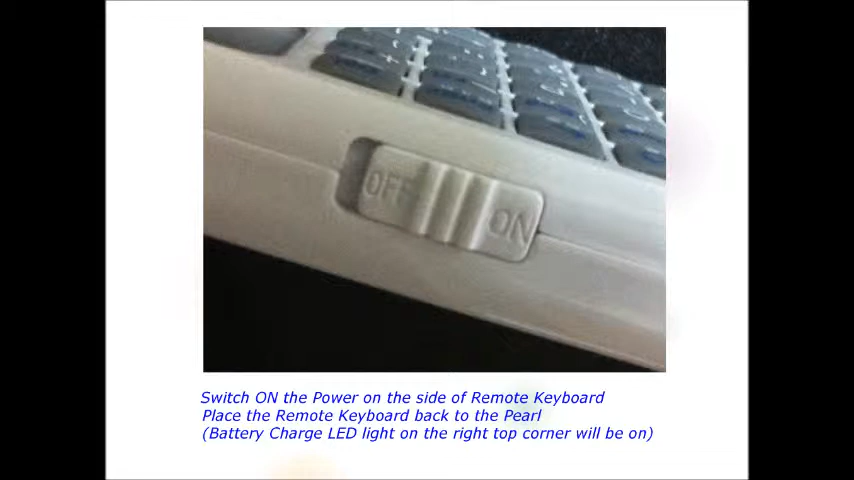 OFF ON
Switch ON the Power on the side of Remote Keyboard
Place the Remote Keyboard back to the Pearl
(Battery Charge LED light on the right top corner will be on)